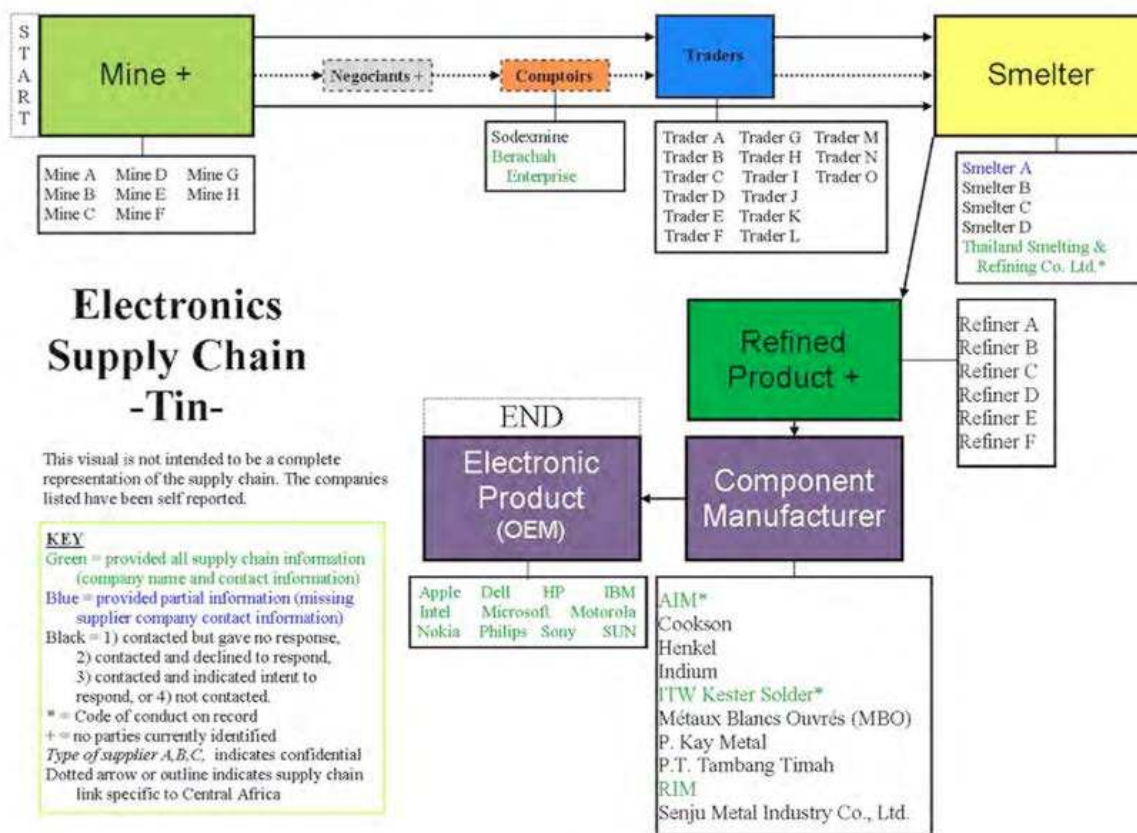 START
Mine +
Negociants +
Comptoirs
Traders
Smelter
Mine A Mine D Mine G
Mine B Mine E Mine H
Mine C Mine F
Sodexmine
Berachah
Enterprise
Trader A Trader G Trader M
Trader B Trader H Trader N
Trader C Trader I Trader O
Trader D Trader J
Trader E Trader K
Trader F Trader L
Smelter A
Smelter B
Smelter C
Smelter D
Thailand Smelting &
Refining Co. Ltd.*
Electronics
Supply Chain
-Tin-
This visual is not intended to be a complete
representation of the supply chain. The companies
listed have been self reported.
KEY
Green = provided all supply chain information
(company name and contact information)
Blue = provided partial information (missing
supplier company contact information)
Black = 1) contacted but gave no response,
2) contacted and declined to respond,
3) contacted and indicated intent to
respond, or 4) not contacted.
* = Code of conduct on record
+ = no parties currently identified
Type of supplier A,B,C, indicates confidential
Dotted arrow or outline indicates supply chain
link specific to Central Africa
Refined
Product +
Refiner A
Refiner B
Refiner C
Refiner D
Refiner E
Refiner F
END
Electronic
Product
(OEM)
Component
Manufacturer
Apple Dell HP IBM
Intel Microsoft Motorola
Nokia Philips Sony SUN
AIM*
Cookson
Henkel
Indium
ITW Kester Solder*
Métaux Blancs Ouvrés (MBO)
P. Kay Metal
P.T. Tambang Timah
RIM
Senju Metal Industry Co., Ltd.